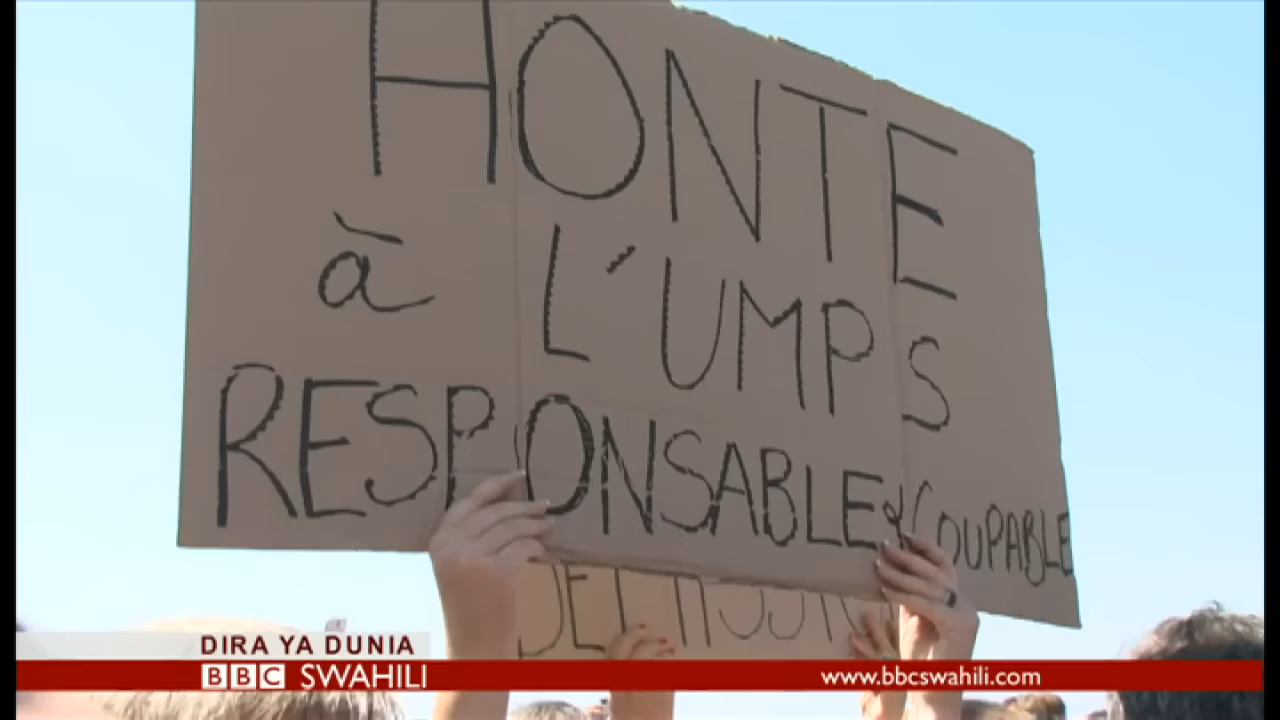 HONTE
à L'UMPS
RESPONSABLE & COUPABLE
DIRA YA DUNIA
BBC SWAHILI
www.bbcswahili.com